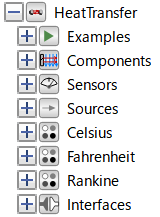 HeatTransfer
Examples
Components
Sensors
Sources
Celsius
Fahrenheit
Rankine
Interfaces